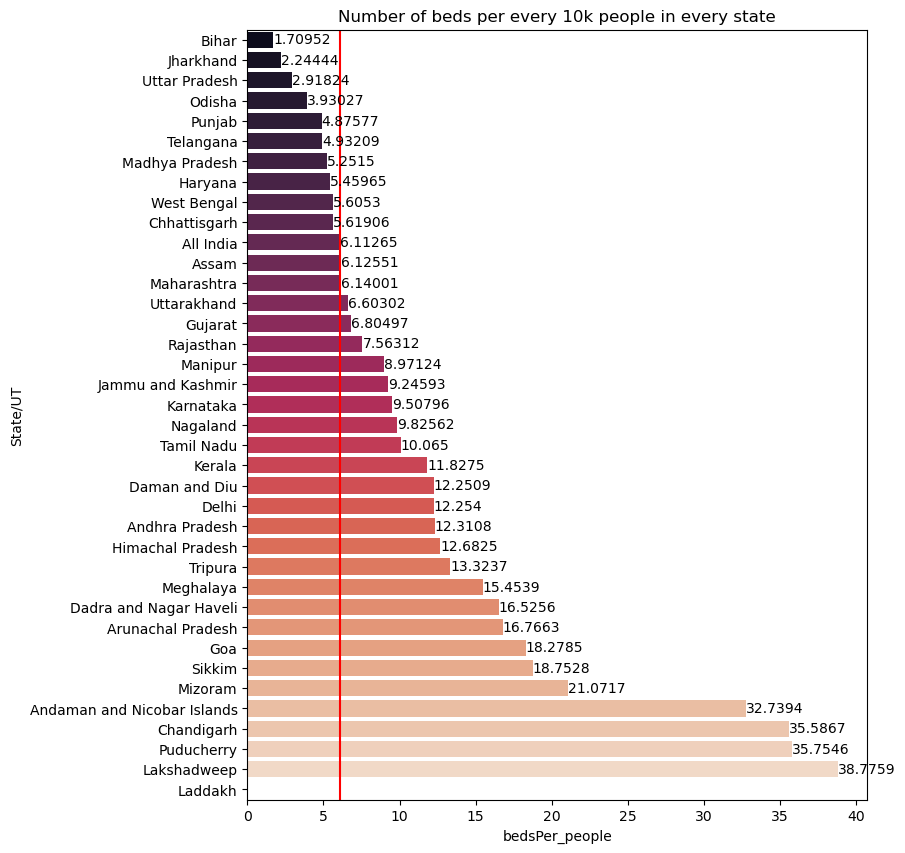 Number of beds per every 10k people in every state
Bihar 1.70952
Jharkhand 2.24444
Uttar Pradesh 2.91824
Odisha 3.93027
Punjab 4.87577
Telangana 4.93209
Madhya Pradesh 5.2515
Haryana 5.45965
West Bengal 5.6053
Chhattisgarh 5.61906
All India 6.11265
Assam 6.12551
Maharashtra 6.14001
Uttarakhand 6.60302
Gujarat 6.80497
Rajasthan 7.56312
Manipur 8.97124
Jammu and Kashmir 9.24593
Karnataka 9.50796
Nagaland 9.82562
Tamil Nadu 10.065
Kerala 11.8275
Daman and Diu 12.2509
Delhi 12.254
Andhra Pradesh 12.3108
Himachal Pradesh 12.6825
Tripura 13.3237
Meghalaya 15.4539
Dadra and Nagar Haveli 16.5256
Arunachal Pradesh 16.7663
Goa 18.2785
Sikkim 18.7528
Mizoram 21.0717
Andaman and Nicobar Islands 32.7394
Chandigarh 35.5867
Puducherry 35.7546
Lakshadweep 38.7759
Laddakh
State/UT
0 5 10 15 20 25 30 35 40
bedsPer_people